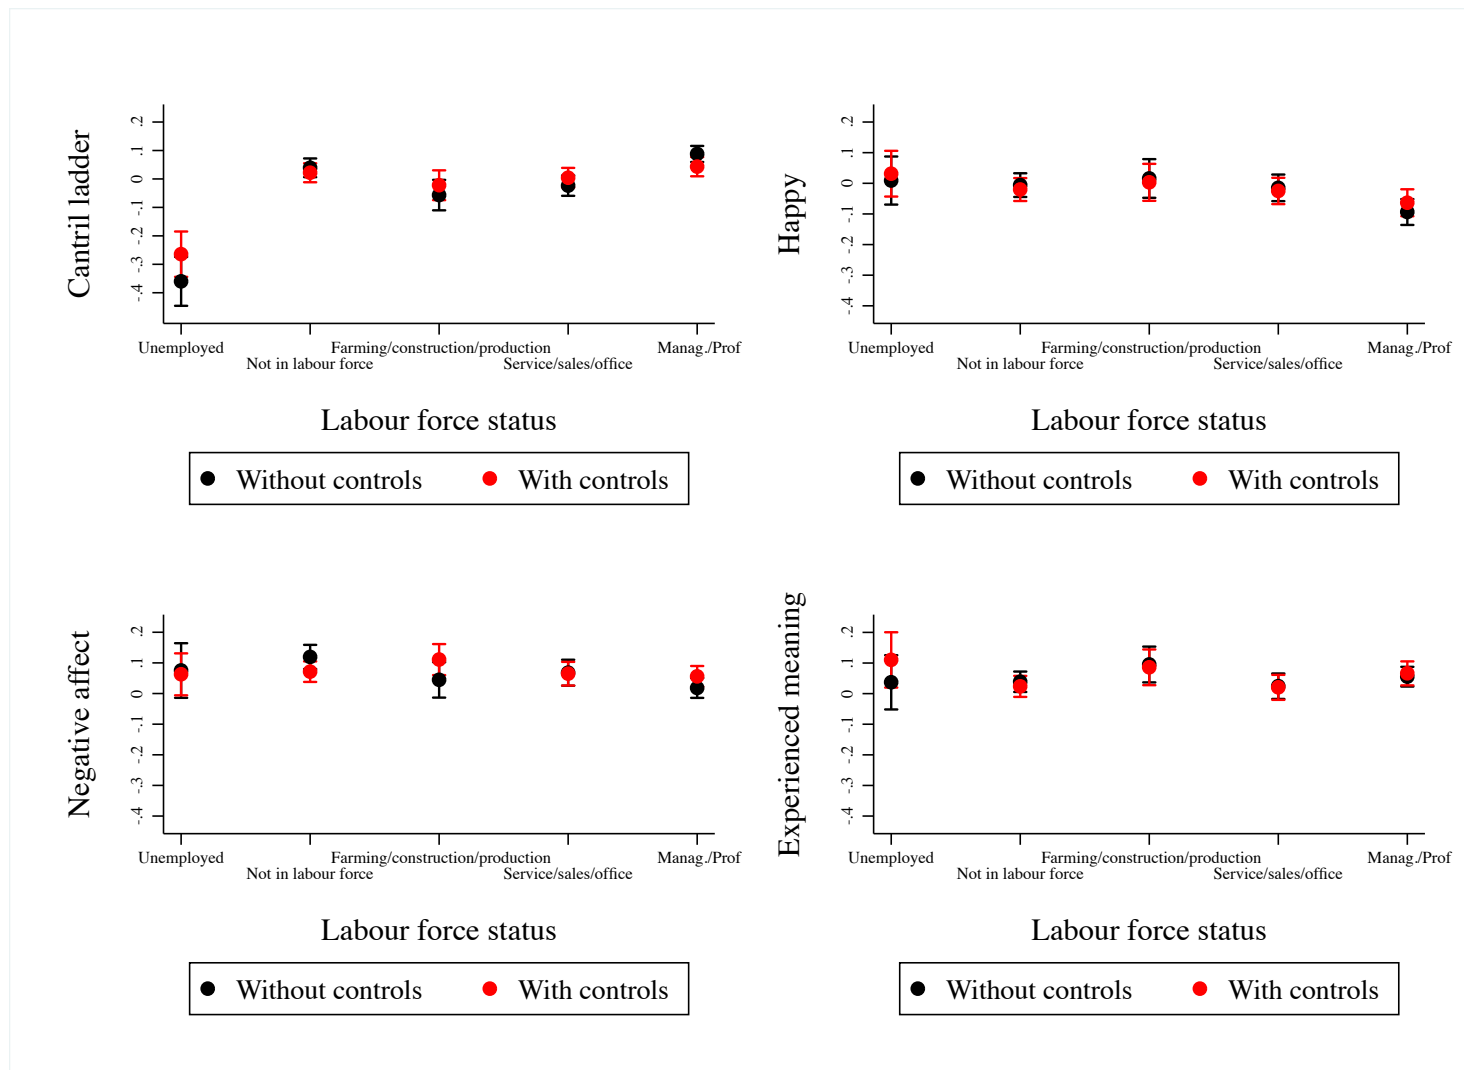 Cantril ladder
.2
.1
0
-.1
-.2
-.3
-.4
Unemployed
Not in labour force
Farming/construction/production
Service/sales/office
Manag./Prof
Labour force status
Without controls
With controls
Happy
.2
.1
0
-.1
-.2
-.3
-.4
Unemployed
Not in labour force
Farming/construction/production
Service/sales/office
Manag./Prof
Labour force status
Without controls
With controls
Negative affect
.2
.1
0
-.1
-.2
-.3
-.4
Unemployed
Not in labour force
Farming/construction/production
Service/sales/office
Manag./Prof
Labour force status
Without controls
With controls
Experienced meaning
.2
.1
0
-.1
-.2
-.3
-.4
Unemployed
Not in labour force
Farming/construction/production
Service/sales/office
Manag./Prof
Labour force status
Without controls
With controls